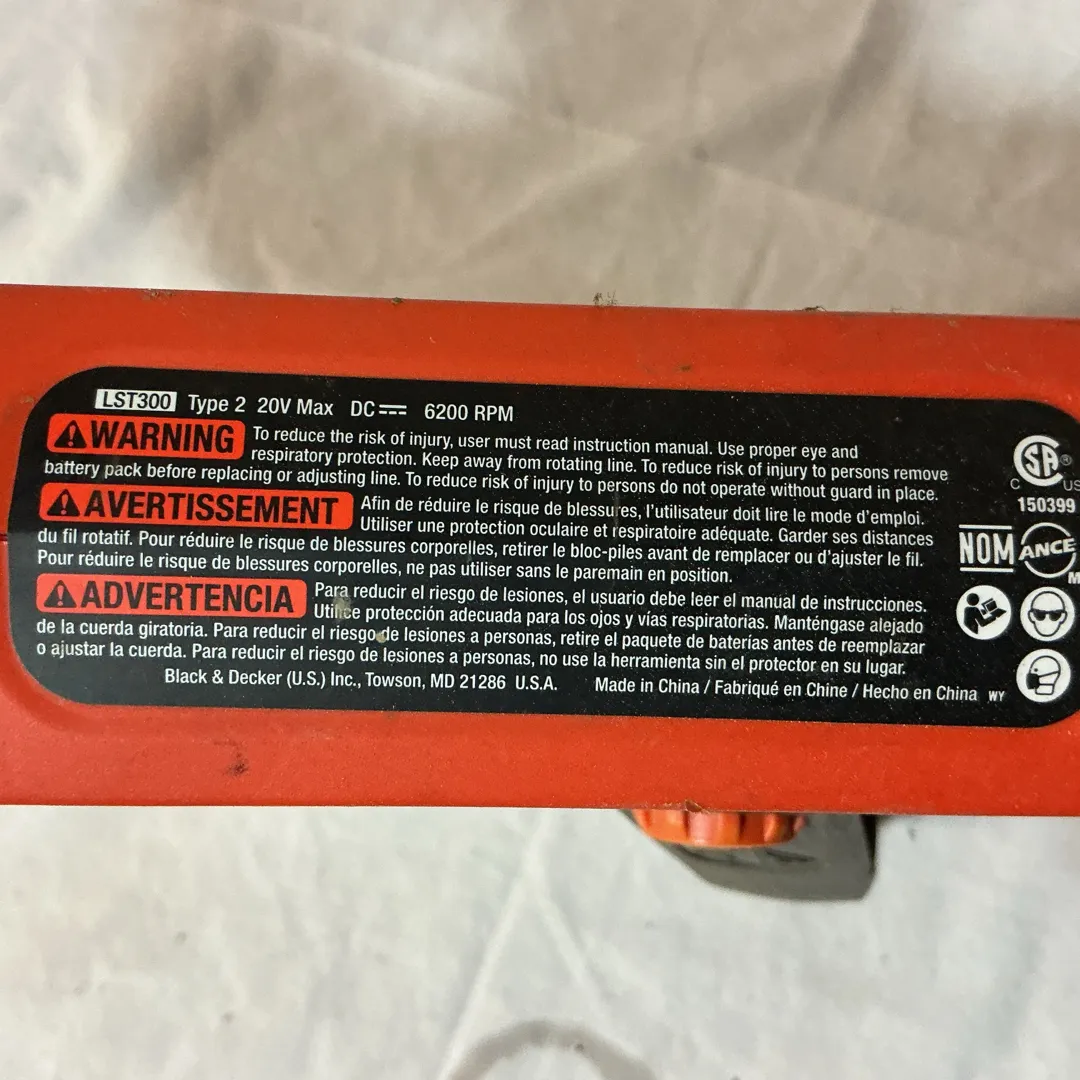 LST300 Type 2 20V Max DC 6200 RPM
WARNING To reduce the risk of injury, user must read instruction manual. Use proper eye and
respiratory protection. Keep away from rotating line. To reduce risk of injury to persons remove
battery pack before replacing or adjusting line. To reduce risk of injury to persons do not operate without guard in place.
AVERTISSEMENT Afin de réduire le risque de blessures, l'utilisateur doit lire le mode d'emploi.
Utiliser une protection oculaire et respiratoire adéquate. Garder ses distances
du fil rotatif. Pour réduire le risque de blessures corporelles, retirer le bloc-piles avant de remplacer ou d'ajuster le fil.
Pour réduire le risque de blessures corporelles, ne pas utiliser sans le paremain en position.
ADVERTENCIA Para reducir el riesgo de lesiones, el usuario debe leer el manual de instrucciones.
Utilice protección adecuada para los ojos y vías respiratorias. Manténgase alejado
de la cuerda giratoria. Para reducir el riesgo de lesiones a personas, retire el paquete de baterías antes de reemplazar
o ajustar la cuerda. Para reducir el riesgo de lesiones a personas, no use la herramienta sin el protector en su lugar.
Black & Decker (U.S.) Inc., Towson, MD 21286 U.S.A. Made in China / Fabriqué en Chine / Hecho en China WY
SA®
C US
150399
NOM ANCE
M